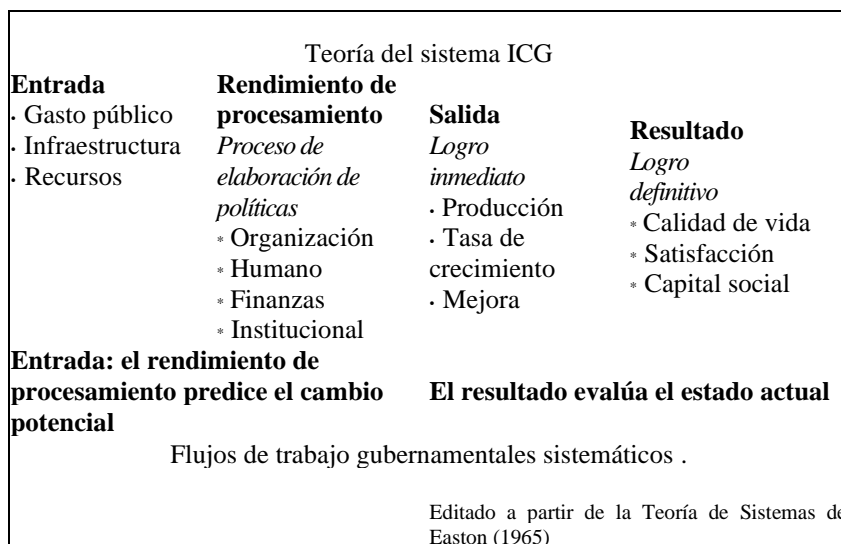 Teoría del sistema ICG
Entrada
• Gasto público
• Infraestructura
• Recursos
Rendimiento de
procesamiento
Proceso de
elaboración de
políticas
* Organización
* Humano
* Finanzas
* Institucional
Salida
Logro
inmediato
• Producción
• Tasa de
crecimiento
• Mejora
Resultado
Logro
definitivo
* Calidad de vida
* Satisfacción
* Capital social
Entrada: el rendimiento de
procesamiento predice el cambio
potencial
El resultado evalúa el estado actual
Flujos de trabajo gubernamentales sistemáticos .
Editado a partir de la Teoría de Sistemas de
Easton (1965)